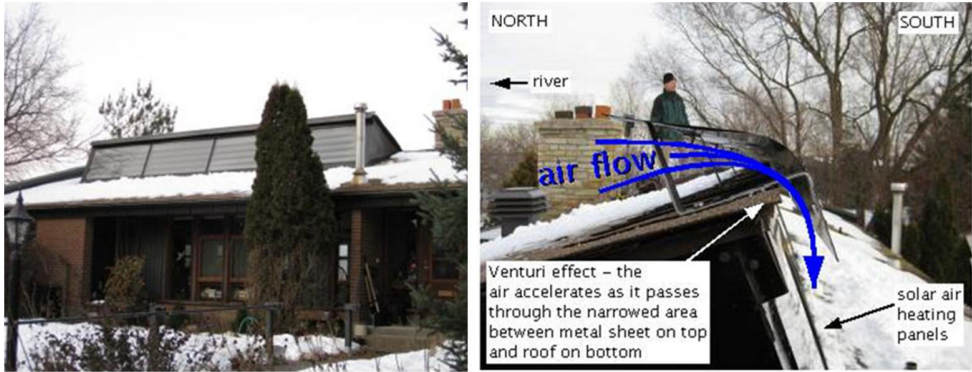 NORTH
SOUTH
river
air flow
Venturi effect – the
air accelerates as it passes
through the narrowed area
between metal sheet on top
and roof on bottom
solar air
heating
panels